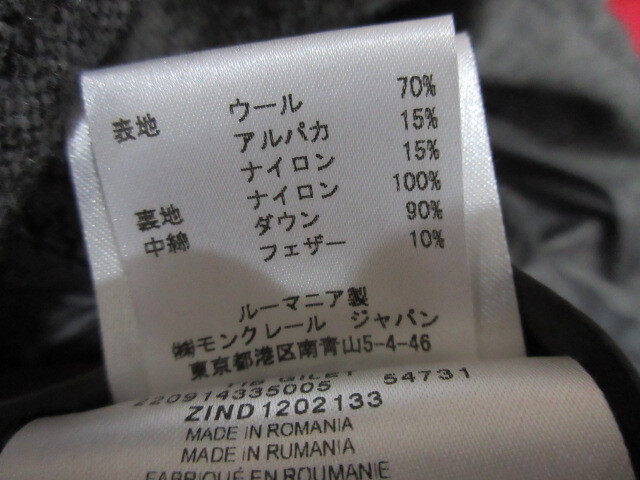 表地 ウール 70%
アルパカ 15%
ナイロン 15%
裏地 ナイロン 100%
中綿 ダウン 90%
フェザー 10%
ルーマニア製
㈱モンクレール ジャパン
東京都港区南青山5-4-46
GILET 54731
220914335005
ZIND1202133
MADE IN ROMANIA
MADE IN RUMANIA
FABRIQUÉ EN ROUMANIE